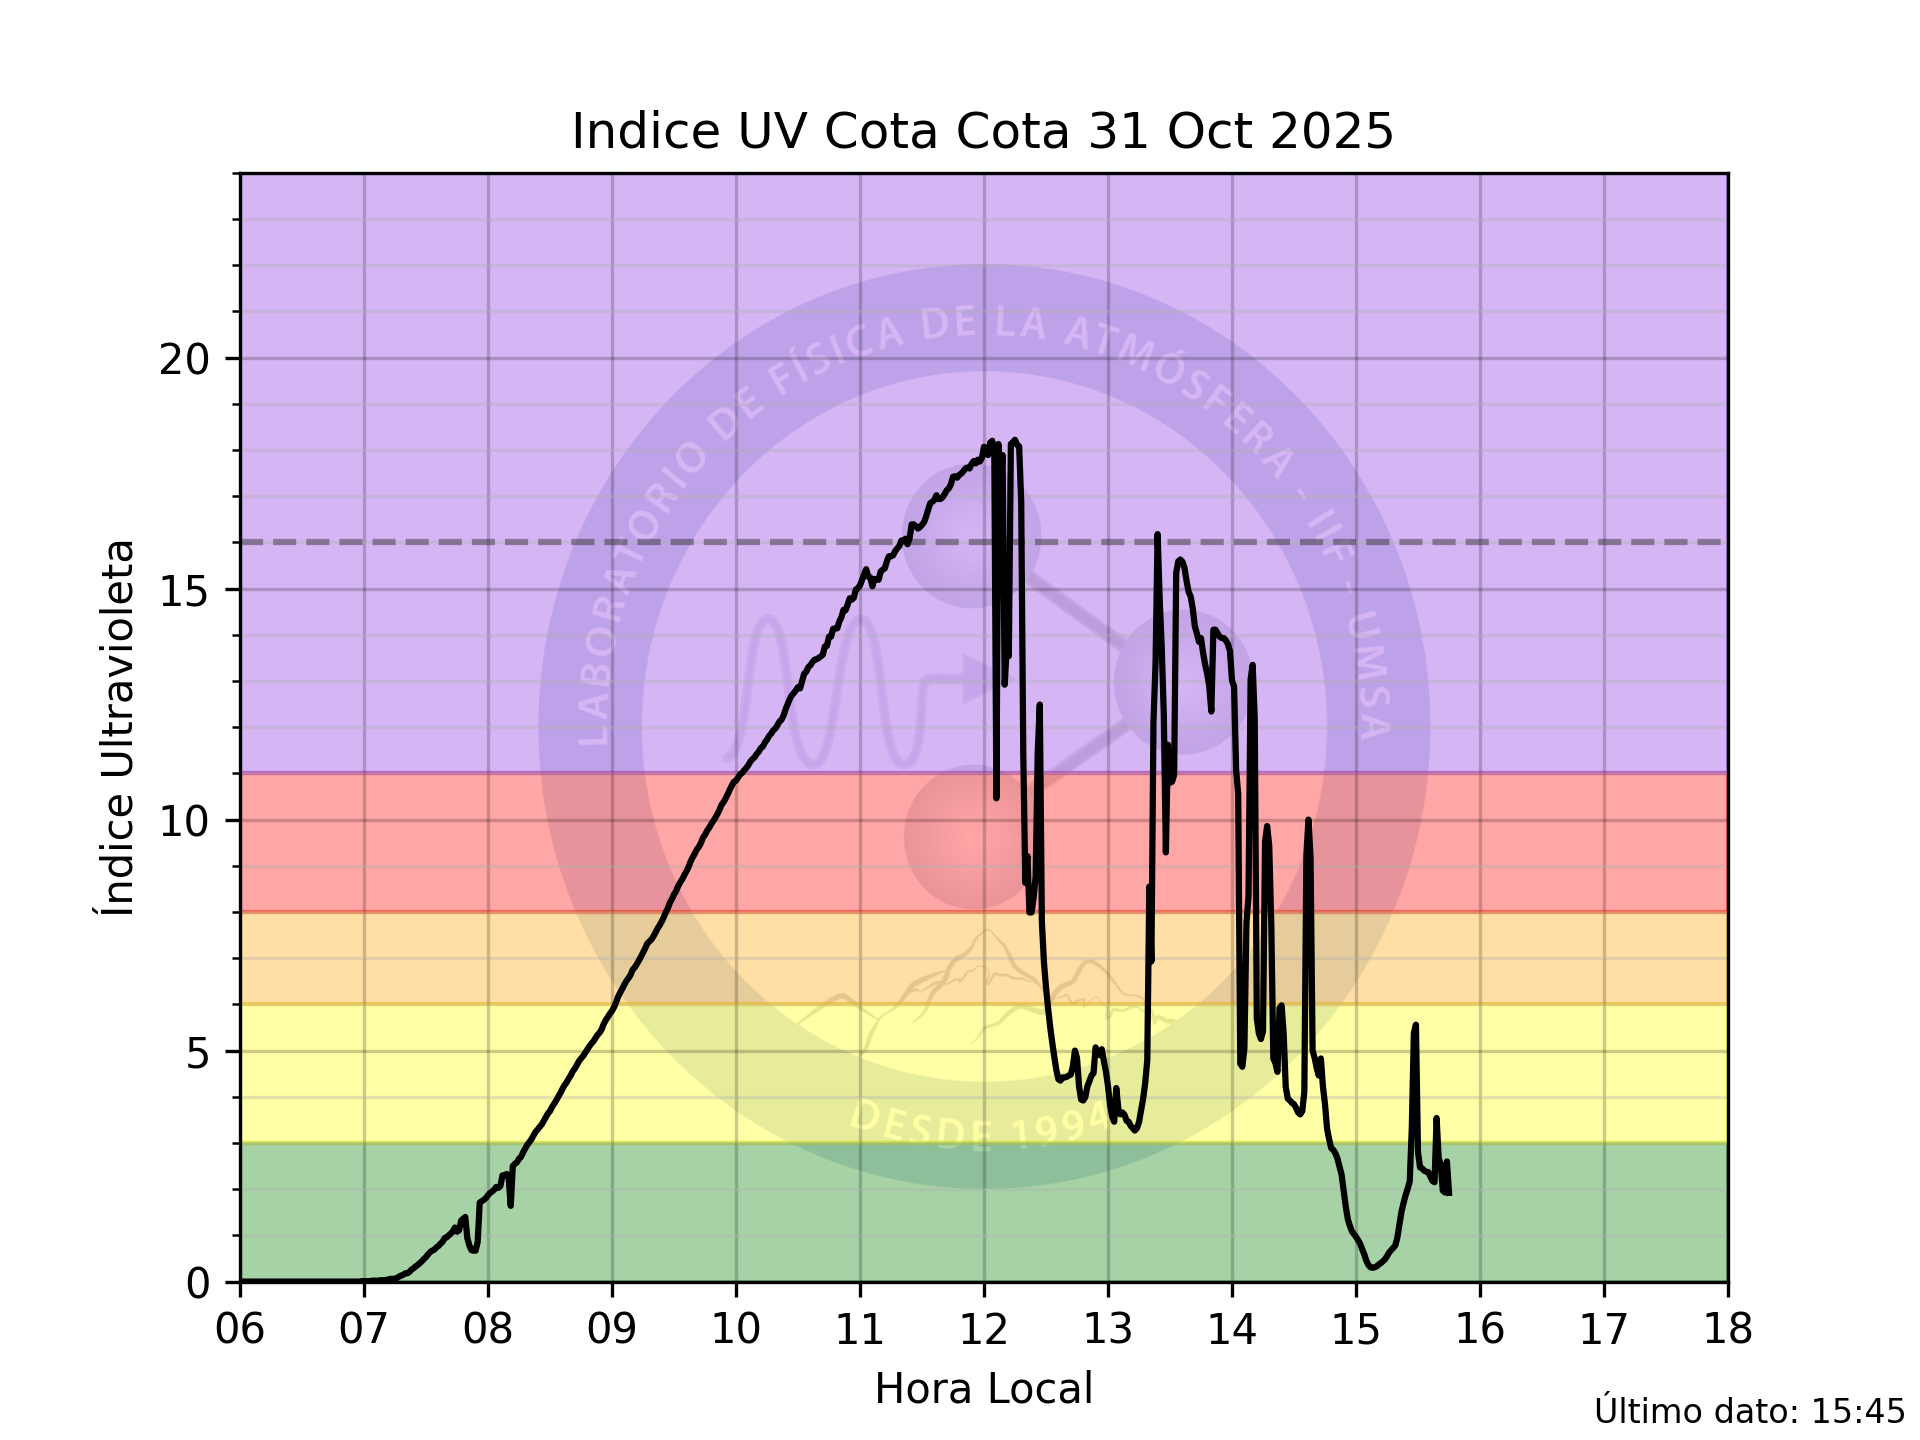 Indice UV Cota Cota 31 Oct 2025
LABORATORIO DE FÍSICA DE LA ATMÓSFERA - IIF - UMSA
Índice Ultravioleta
20
15
10
5
0
DESDE 1994
06 07 08 09 10 11 12 13 14 15 16 17 18
Hora Local
Último dato: 15:45